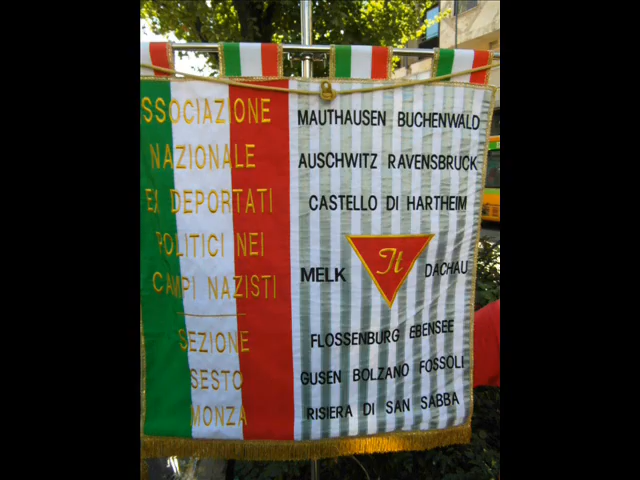 SSOCIAZIONE
NAZIONALE
EX DEPORTATI
POLITICI NEI
CAMPI NAZISTI
SEZIONE
SESTO
MONZA
MAUTHAUSEN BUCHENWALD
AUSCHWITZ RAVENSBRUCK
CASTELLO DI HARTHEIM
MELK It DACHAU
FLOSSENBURG EBENSEE
GUSEN BOLZANO FOSSOLI
RISIERA DI SAN SABBA